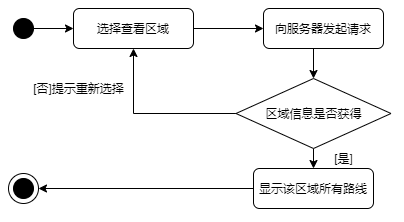 选择查看区域
向服务器发起请求
[否]提示重新选择
区域信息是否获得
[是]
显示该区域所有路线